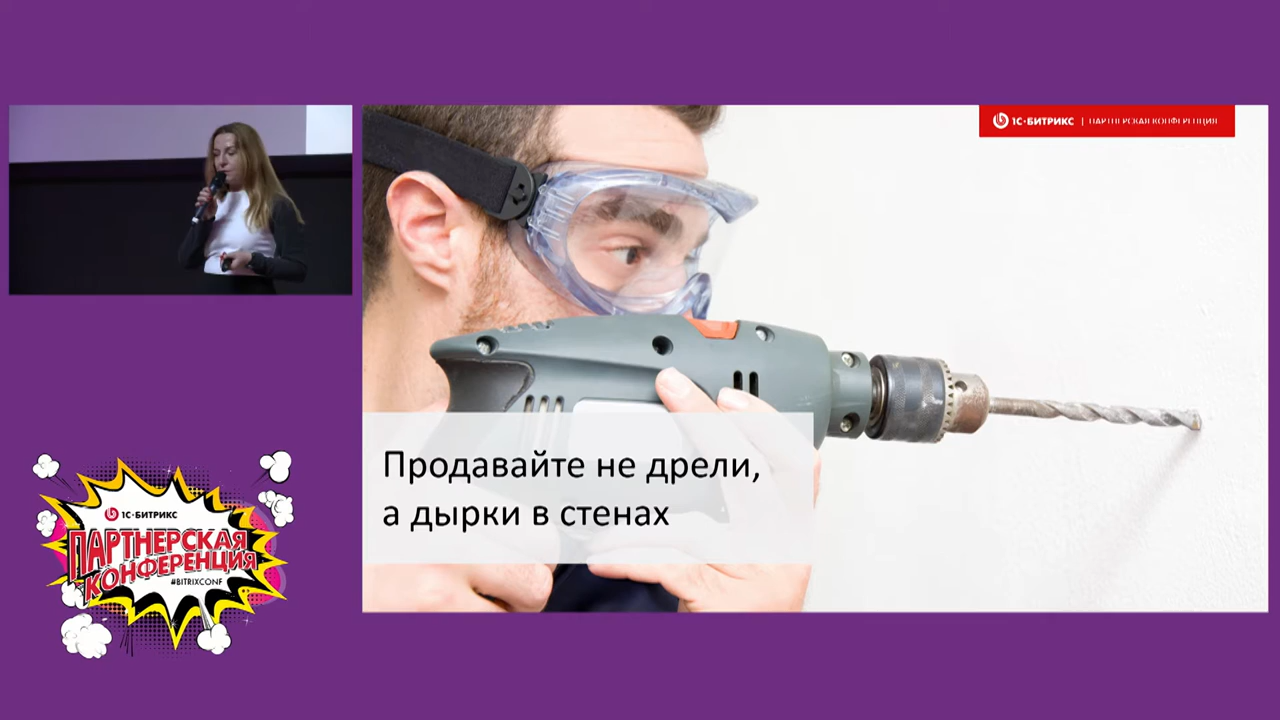 1С-БИТРИКС | ПАРТНЕРСКАЯ КОНФЕРЕНЦИЯ
Продавайте не дрели,
а дырки в стенах
1С-БИТРИКС
ПАРТНЕРСКАЯ
КОНФЕРЕНЦИЯ
#BITRIXCONF